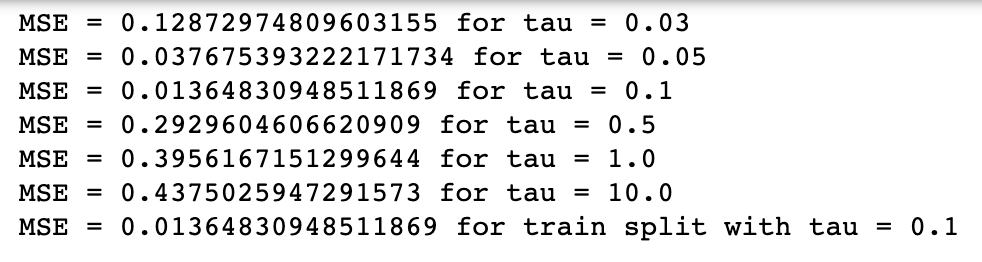 MSE = 0.12872974809603155 for tau = 0.03
MSE = 0.037675393222171734 for tau = 0.05
MSE = 0.01364830948511869 for tau = 0.1
MSE = 0.2929604606620909 for tau = 0.5
MSE = 0.3956167151299644 for tau = 1.0
MSE = 0.4375025947291573 for tau = 10.0
MSE = 0.01364830948511869 for train split with tau = 0.1